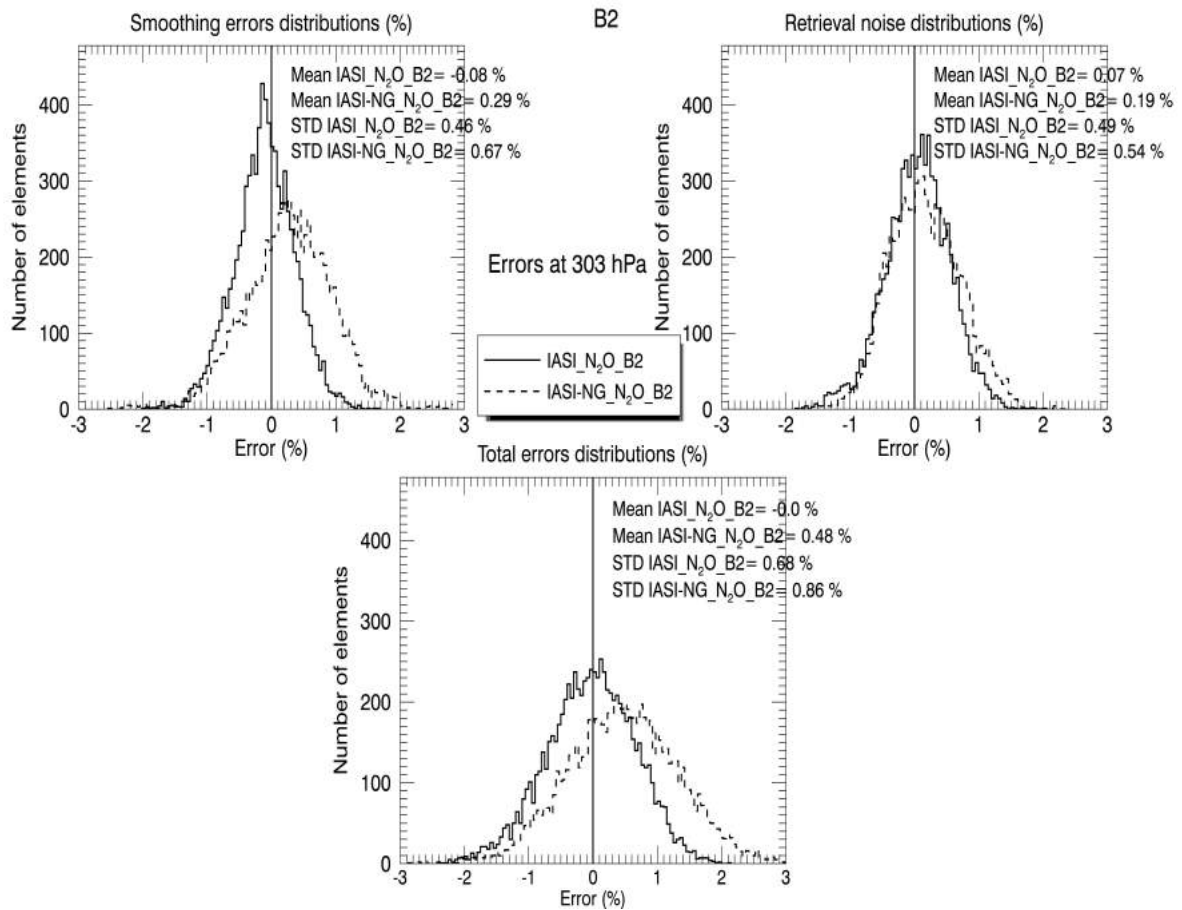 B2
Smoothing errors distributions (%)
Mean IASI_N₂O_B2= -0.08 %
Mean IASI-NG_N₂O_B2= 0.29 %
STD IASI_N₂O_B2= 0.46 %
STD IASI-NG_N₂O_B2= 0.67 %
Number of elements
400
300
200
100
0
-3 -2 -1 0 1 2 3
Error (%)
Retrieval noise distributions (%)
Mean IASI_N₂O_B2= 0.07 %
Mean IASI-NG_N₂O_B2= 0.19 %
STD IASI_N₂O_B2= 0.49 %
STD IASI-NG_N₂O_B2= 0.54 %
Number of elements
400
300
200
100
0
-3 -2 -1 0 1 2 3
Error (%)
Errors at 303 hPa
IASI_N₂O_B2
IASI-NG_N₂O_B2
Total errors distributions (%)
Mean IASI_N₂O_B2= -0.0 %
Mean IASI-NG_N₂O_B2= 0.48 %
STD IASI_N₂O_B2= 0.68 %
STD IASI-NG_N₂O_B2= 0.86 %
Number of elements
400
300
200
100
0
-3 -2 -1 0 1 2 3
Error (%)